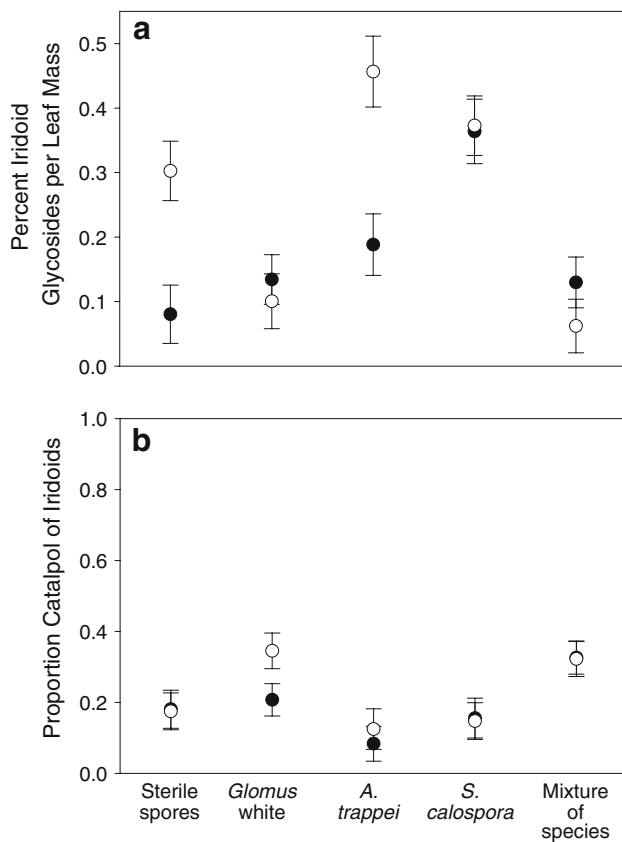 a
Percent Iridoid
Glycosides per Leaf Mass
0.5
0.4
0.3
0.2
0.1
0.0
b
Proportion Catalpol of Iridoids
1.0
0.8
0.6
0.4
0.2
0.0
Sterile
spores
Glomus
white
A.
trappei
S.
calospora
Mixture
of
species